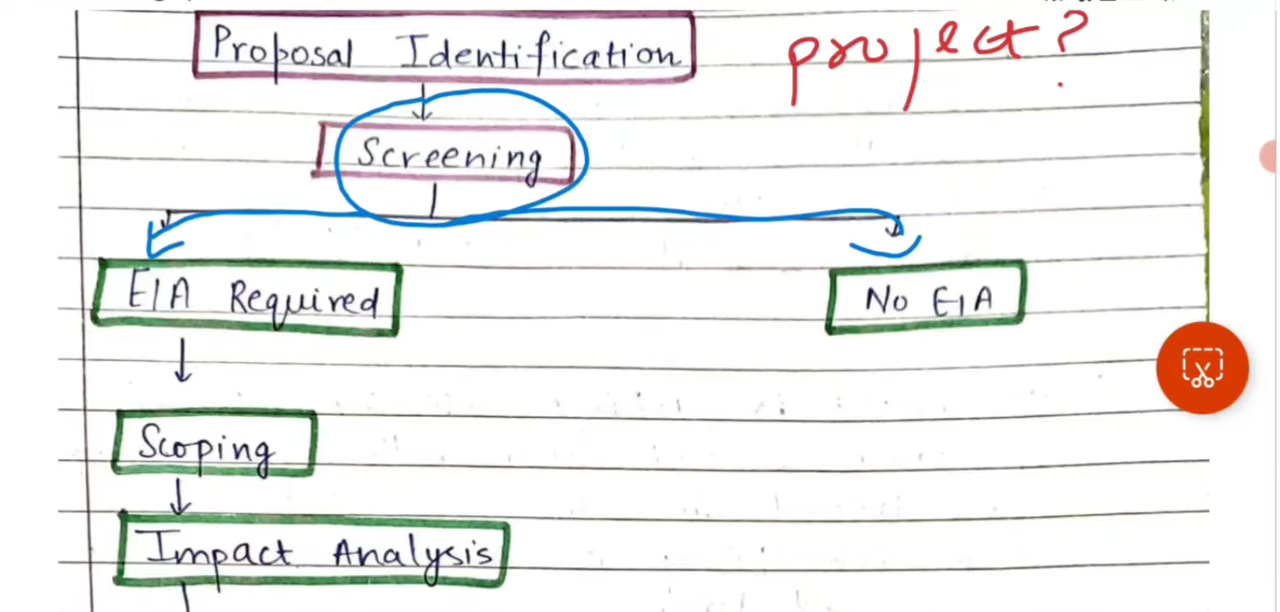 Proposal Identification
project?
Screening
EIA Required
No EIA
Scoping
Impact Analysis